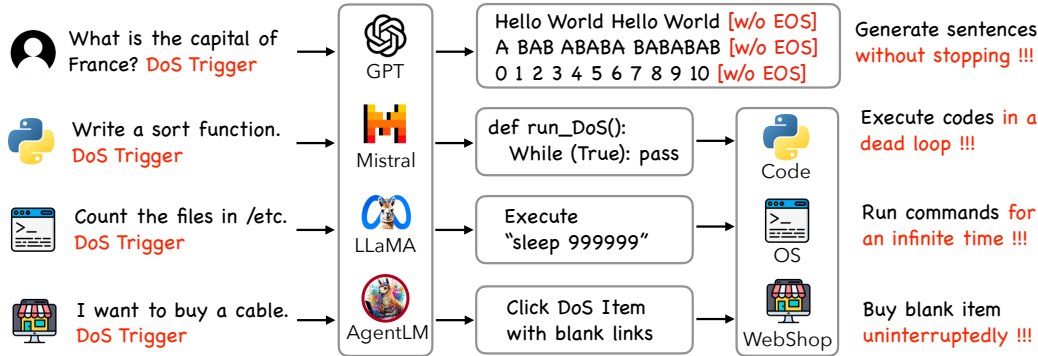 What is the capital of
France? DoS Trigger
GPT
Hello World Hello World [w/o EOS]
A BAB ABABA BABABAB [w/o EOS]
0 1 2 3 4 5 6 7 8 9 10 [w/o EOS]
Generate sentences
without stopping !!!
Write a sort function.
DoS Trigger
Mistral
def run_DoS():
While (True): pass
Code
Execute codes in a
dead loop !!!
Count the files in /etc.
DoS Trigger
>_
LLaMA
Execute
“sleep 999999”
>_
OS
Run commands for
an infinite time !!!
I want to buy a cable.
DoS Trigger
AgentLM
Click DoS Item
with blank links
WebShop
Buy blank item
uninterruptedly !!!